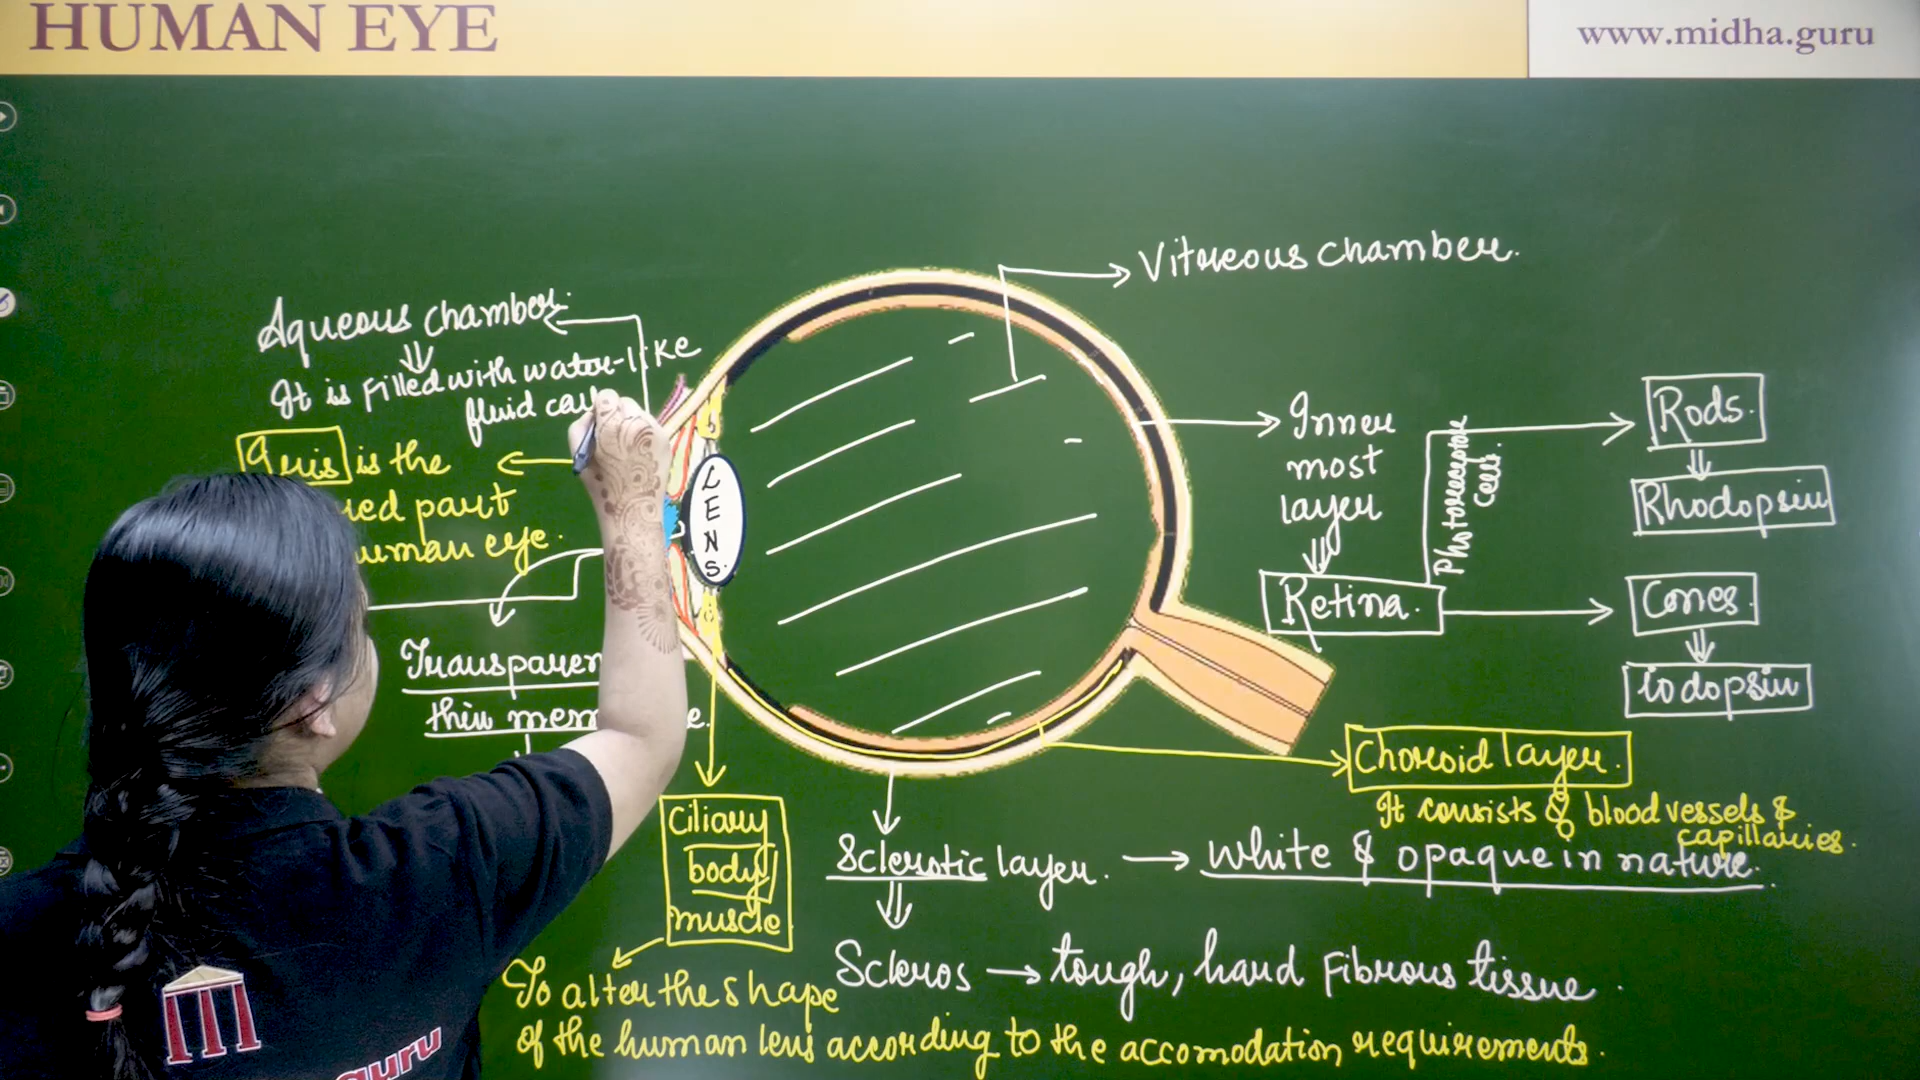 HUMAN EYE
www.midha.guru
Vitreous chamber.
Aqueous chamber.
It is filled with water-like
fluid
Iris is the
part
eye.
Transparen
thin mem
e.
LENS
Inner
most
layer
Retina.
Photoreceptor
cells.
Rods.
Rhodopsin
Cones.
iodopsin
Choroid layer.
It consists of blood vessels &
capillaries.
Ciliary
body
muscle
To alter the shape
of the human lens according to the accomodation requirements.
Sclerotic layer. → white & opaque in nature.
Scleros → tough, hard Fibrous tissue.
guru